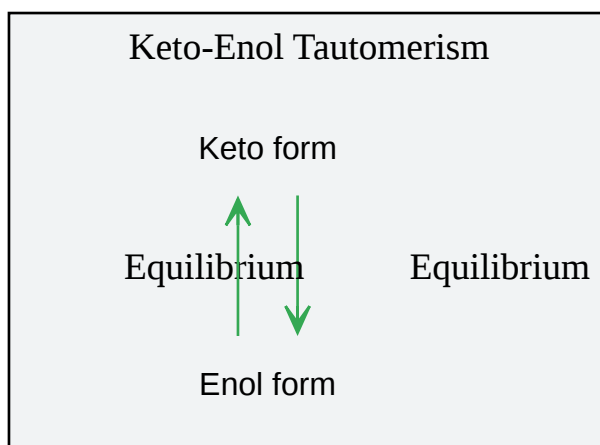 Keto-Enol Tautomerism
Keto form
Equilibrium Equilibrium
Enol form